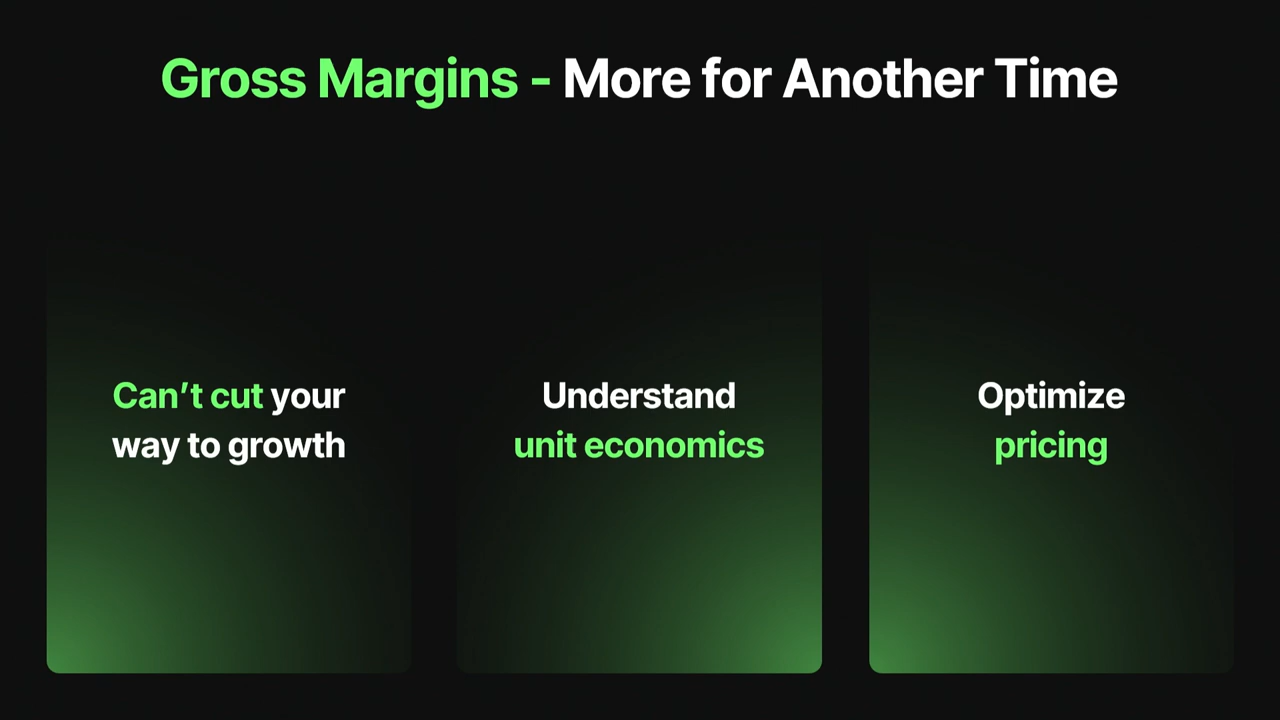 Gross Margins - More for Another Time
Can’t cut your
way to growth
Understand
unit economics
Optimize
pricing